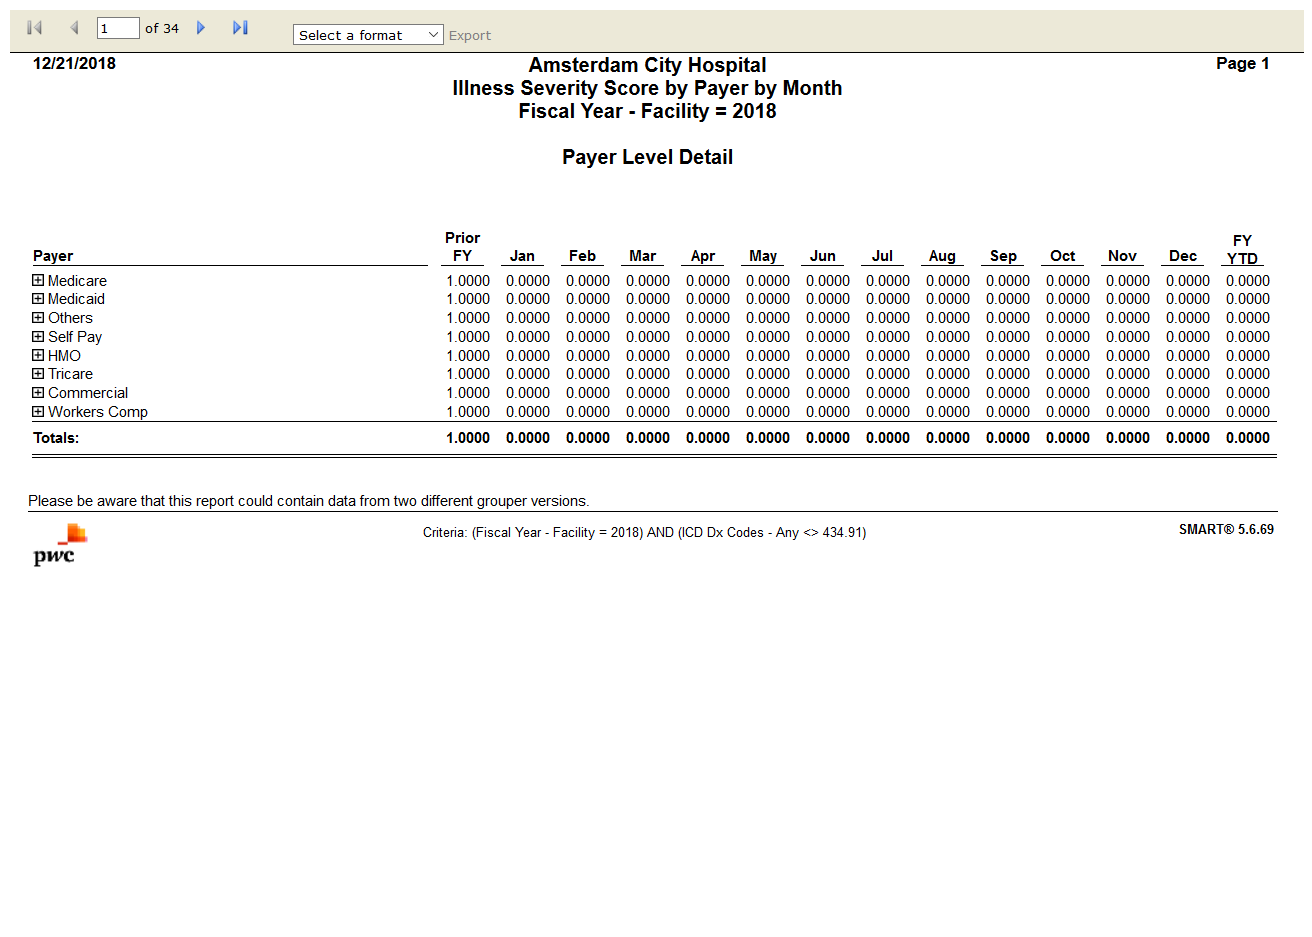 1 of 34 Select a format Export
12/21/2018 Amsterdam City Hospital Page 1
Illness Severity Score by Payer by Month
Fiscal Year - Facility = 2018
Payer Level Detail
Payer Prior FY Jan Feb Mar Apr May Jun Jul Aug Sep Oct Nov Dec FY YTD
Medicare 1.0000 0.0000 0.0000 0.0000 0.0000 0.0000 0.0000 0.0000 0.0000 0.0000 0.0000 0.0000 0.0000 0.0000
Medicaid 1.0000 0.0000 0.0000 0.0000 0.0000 0.0000 0.0000 0.0000 0.0000 0.0000 0.0000 0.0000 0.0000 0.0000
Others 1.0000 0.0000 0.0000 0.0000 0.0000 0.0000 0.0000 0.0000 0.0000 0.0000 0.0000 0.0000 0.0000 0.0000
Self Pay 1.0000 0.0000 0.0000 0.0000 0.0000 0.0000 0.0000 0.0000 0.0000 0.0000 0.0000 0.0000 0.0000 0.0000
HMO 1.0000 0.0000 0.0000 0.0000 0.0000 0.0000 0.0000 0.0000 0.0000 0.0000 0.0000 0.0000 0.0000 0.0000
Tricare 1.0000 0.0000 0.0000 0.0000 0.0000 0.0000 0.0000 0.0000 0.0000 0.0000 0.0000 0.0000 0.0000 0.0000
Commercial 1.0000 0.0000 0.0000 0.0000 0.0000 0.0000 0.0000 0.0000 0.0000 0.0000 0.0000 0.0000 0.0000 0.0000
Workers Comp 1.0000 0.0000 0.0000 0.0000 0.0000 0.0000 0.0000 0.0000 0.0000 0.0000 0.0000 0.0000 0.0000 0.0000
Totals: 1.0000 0.0000 0.0000 0.0000 0.0000 0.0000 0.0000 0.0000 0.0000 0.0000 0.0000 0.0000 0.0000 0.0000
Please be aware that this report could contain data from two different grouper versions.
pwc Criteria: (Fiscal Year - Facility = 2018) AND (ICD Dx Codes - Any <> 434.91) SMART® 5.6.69